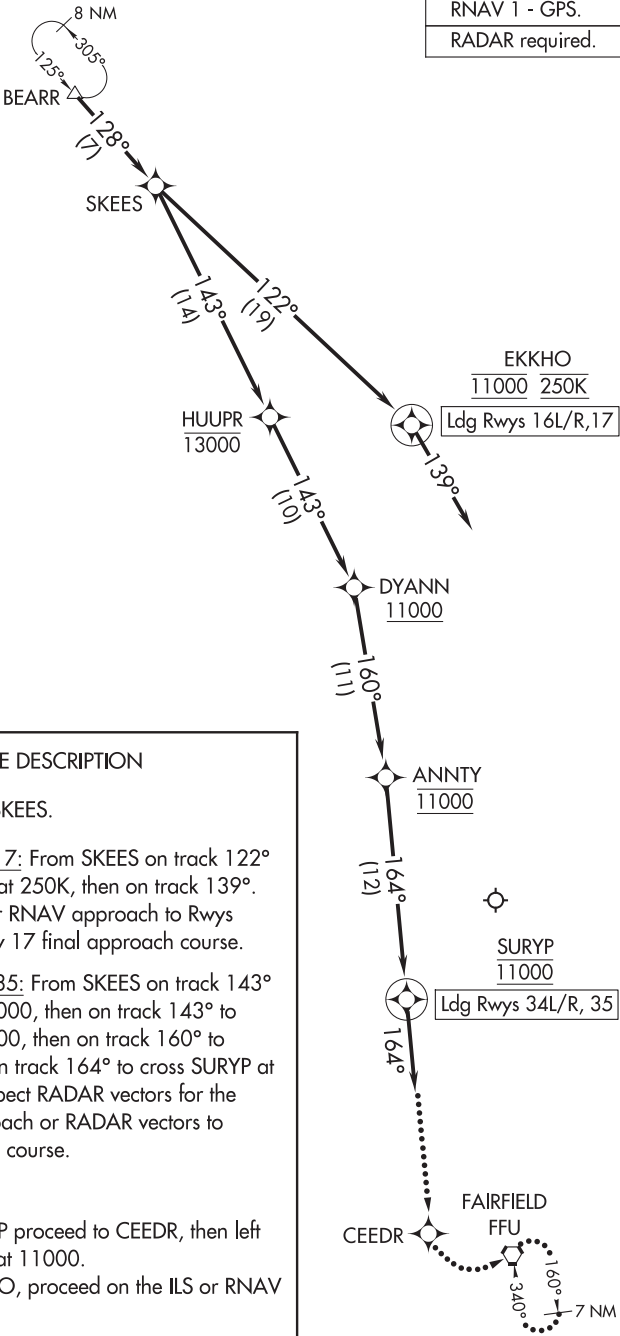 RNAV 1 - GPS.
RADAR required.
8 NM
305°
125°
BEARR
128°
(7)
SKEES
143°
(14)
122°
(19)
EKKHO
11000 250K
Ldg Rwys 16L/R,17
139°
HUUPR
13000
143°
(10)
DYANN
11000
160°
(11)
ANNTY
11000
164°
(12)
SURYP
11000
Ldg Rwys 34L/R, 35
164°
E DESCRIPTION
SKEES.
7: From SKEES on track 122°
at 250K, then on track 139°.
r RNAV approach to Rwys
y 17 final approach course.
35: From SKEES on track 143°
000, then on track 143° to
00, then on track 160° to
n track 164° to cross SURYP at
pect RADAR vectors for the
ach or RADAR vectors to
course.
P proceed to CEEDR, then left
at 11000.
O, proceed on the ILS or RNAV
CEEDR
FAIRFIELD
FFU
160°
340°
7 NM